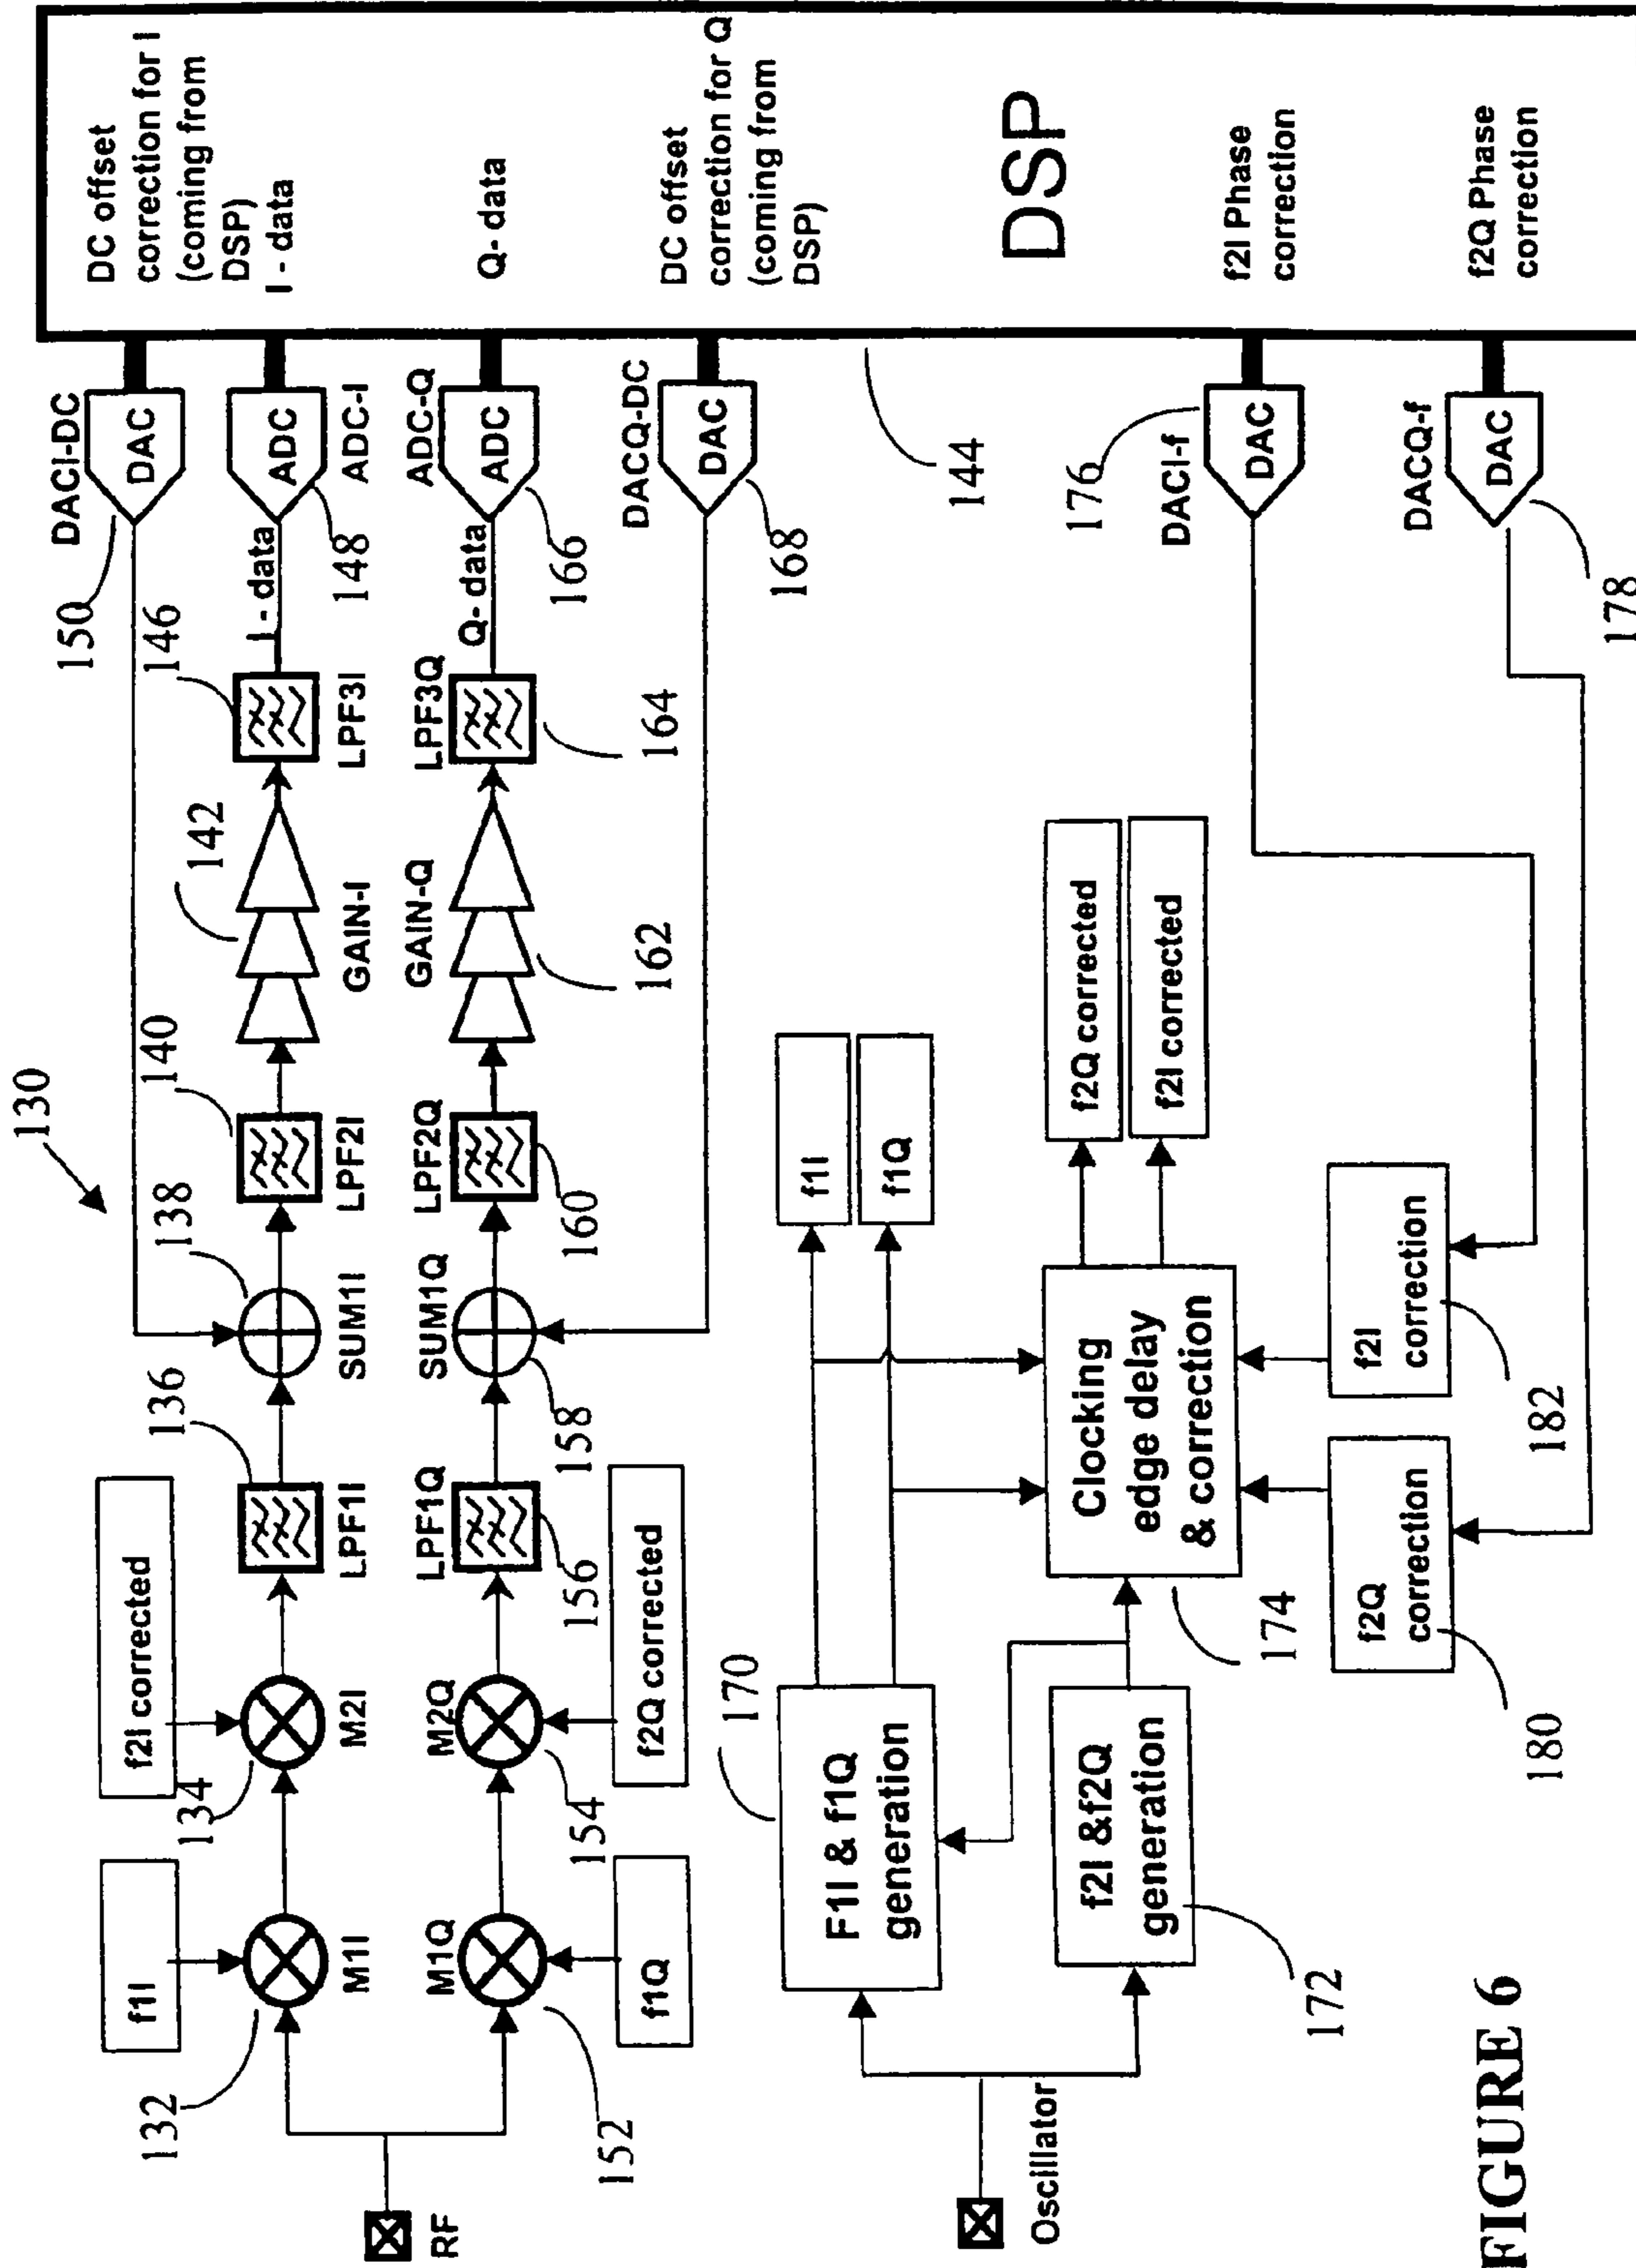 130
f1I
f2I corrected
132
134
136
138
140
142
146
150
DACI-DC
DAC
DC offset
correction for I
(coming from
DSP)
I - data
M1I
M2I
LPF1I
SUM1I
LPF2I
GAIN-I
LPF3I
I - data
148
ADC
ADC-I
RF
M1Q
M2Q
LPF1Q
SUM1Q
LPF2Q
GAIN-Q
LPF3Q
Q- data
ADC-Q
ADC
Q- data
152
f1Q
154
f2Q corrected
156
158
160
162
164
166
168
DACQ-DC
DAC
DC offset
correction for Q
(coming from
DSP)
144
DSP
Oscillator
170
F1I & f1Q
generation
f1I
f1Q
172
f2I &f2Q
generation
174
Clocking
edge delay
& correction
f2Q corrected
f2I corrected
176
DACI-f
DAC
f2I Phase
correction
180
f2Q
correction
182
f2I
correction
DACQ-f
DAC
178
f2Q Phase
correction
FIGURE 6